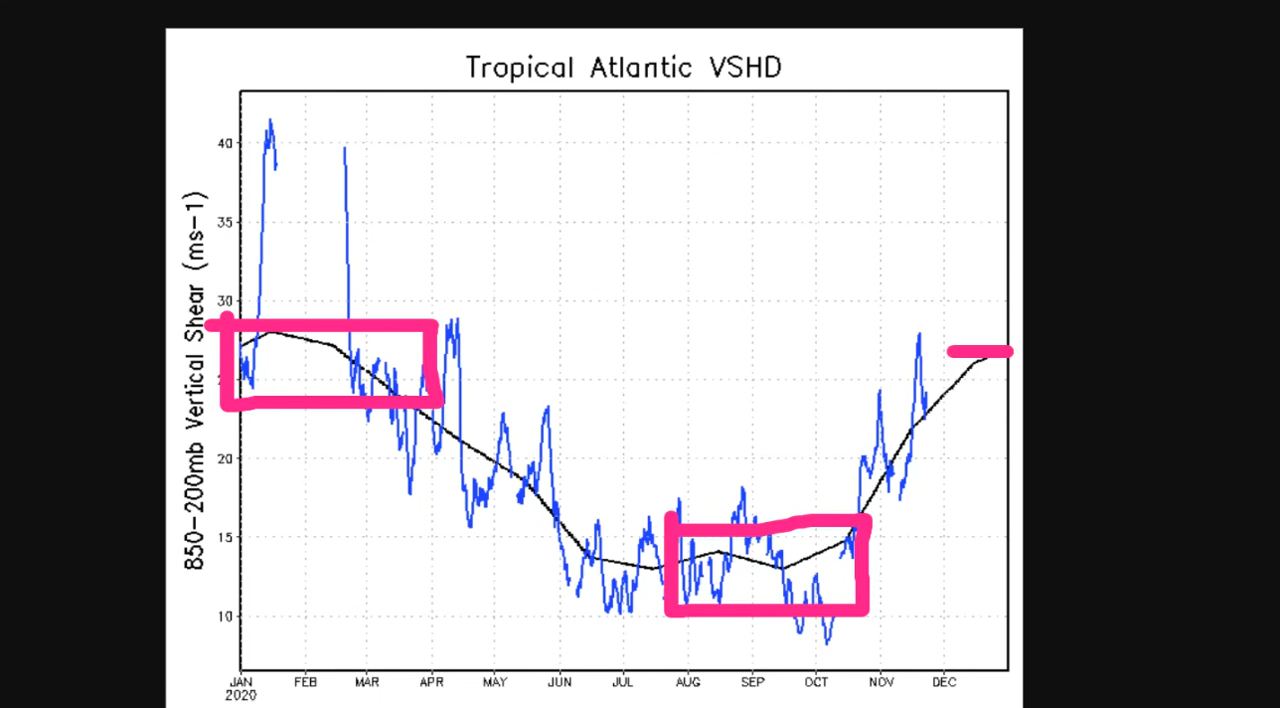 Tropical Atlantic VSHD
850-200mb Vertical Shear (ms-1)
40
35
30
20
15
10
JAN FEB MAR APR MAY JUN JUL AUG SEP OCT NOV DEC
2020